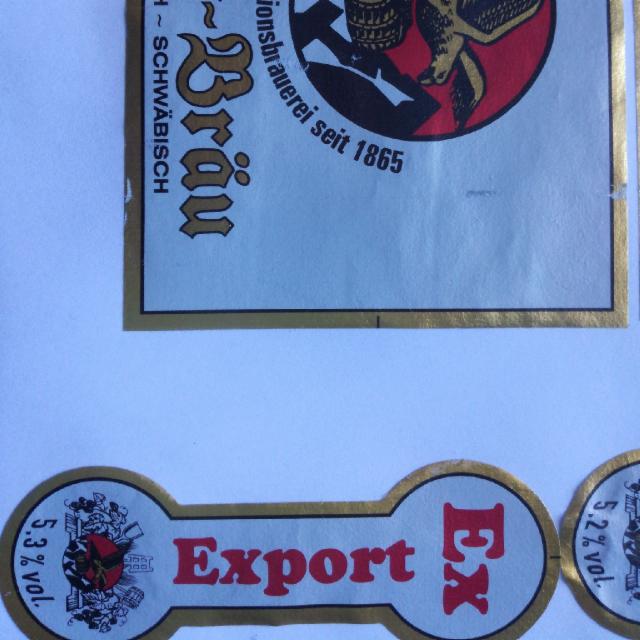 ~Bräu
~ SCHWÄBISCH
ionsbrauerei seit 1865
5.3% vol.
Export
Ex
5.2% vol.